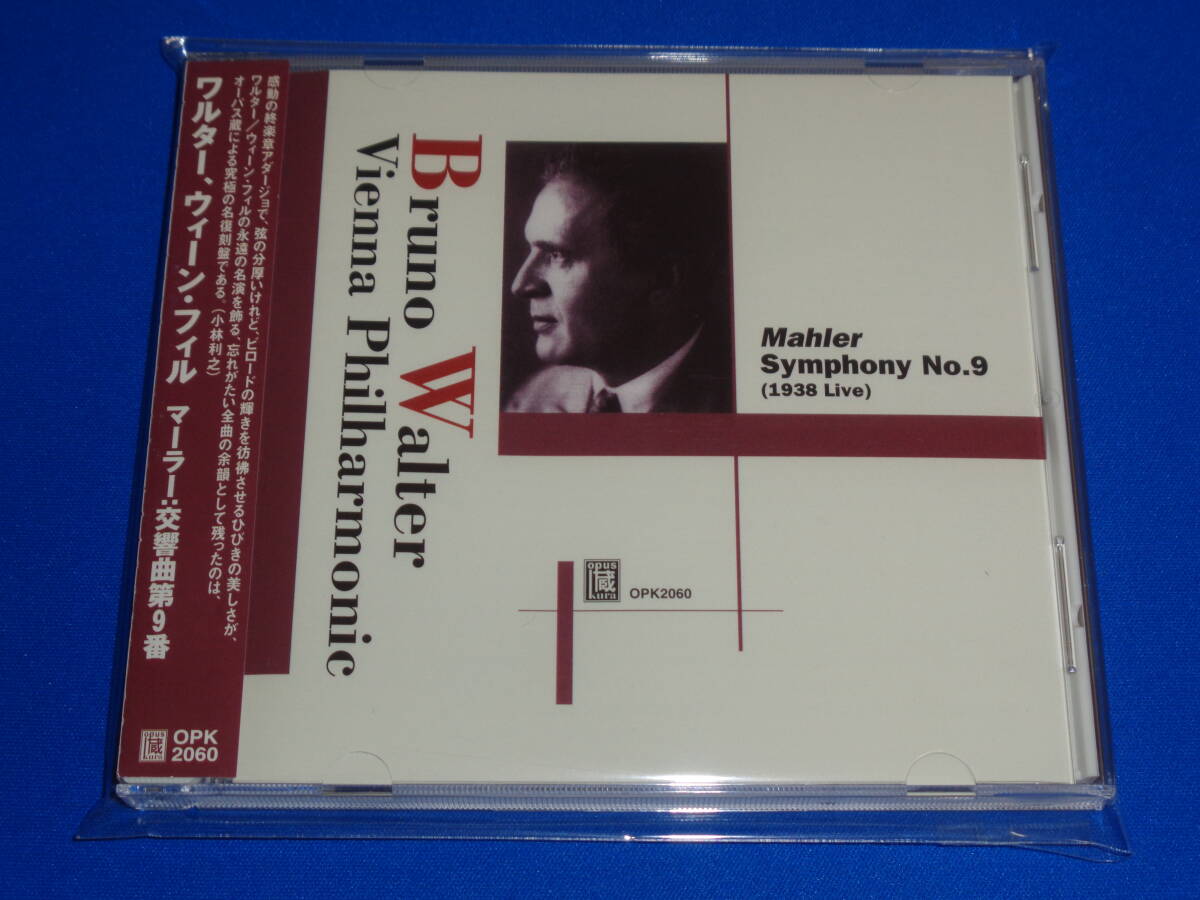 感動の終楽章アダージョで、弦の分厚いけれど、ビロードの輝きを彷彿させるひびきの美しさが、
ワルター／ウィーン・フィルの永遠の名演を飾る、忘れがたい全曲の余韻として残ったのは、
オーパス蔵による究極の名復刻盤である。（小林利之）
ワルター、ウィーン・フィル マーラー：交響曲第9番
opus
蔵
kura
OPK
2060
Bruno Walter
Vienna Philharmonic
Mahler
Symphony No.9
(1938 Live)
opus
蔵
kura
OPK2060